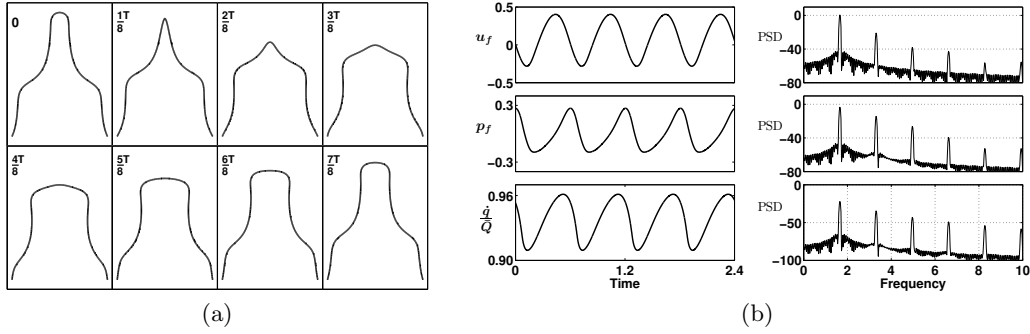 0
1T
8
2T
8
3T
8
4T
8
5T
8
6T
8
7T
8
(a)
0.5
u_f
0
−0.5
0.3
p_f
−0.3
0.96
q̇
Q̄
0.90
0
1.2
2.4
Time
PSD
0
−40
−80
PSD
0
−40
−80
PSD
0
−50
−100
0
2
4
6
8
10
Frequency
(b)